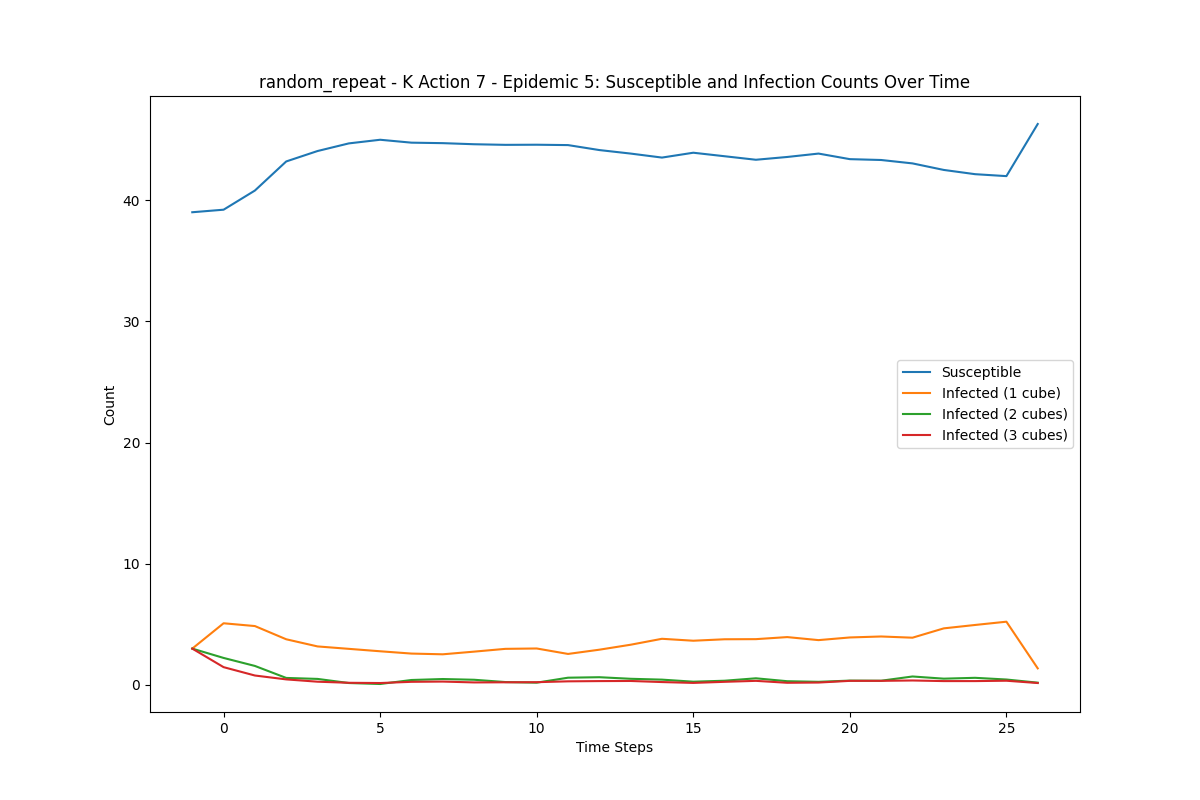 random_repeat - K Action 7 - Epidemic 5: Susceptible and Infection Counts Over Time
Count
40
30
20
10
0
Susceptible
Infected (1 cube)
Infected (2 cubes)
Infected (3 cubes)
0 5 10 15 20 25
Time Steps